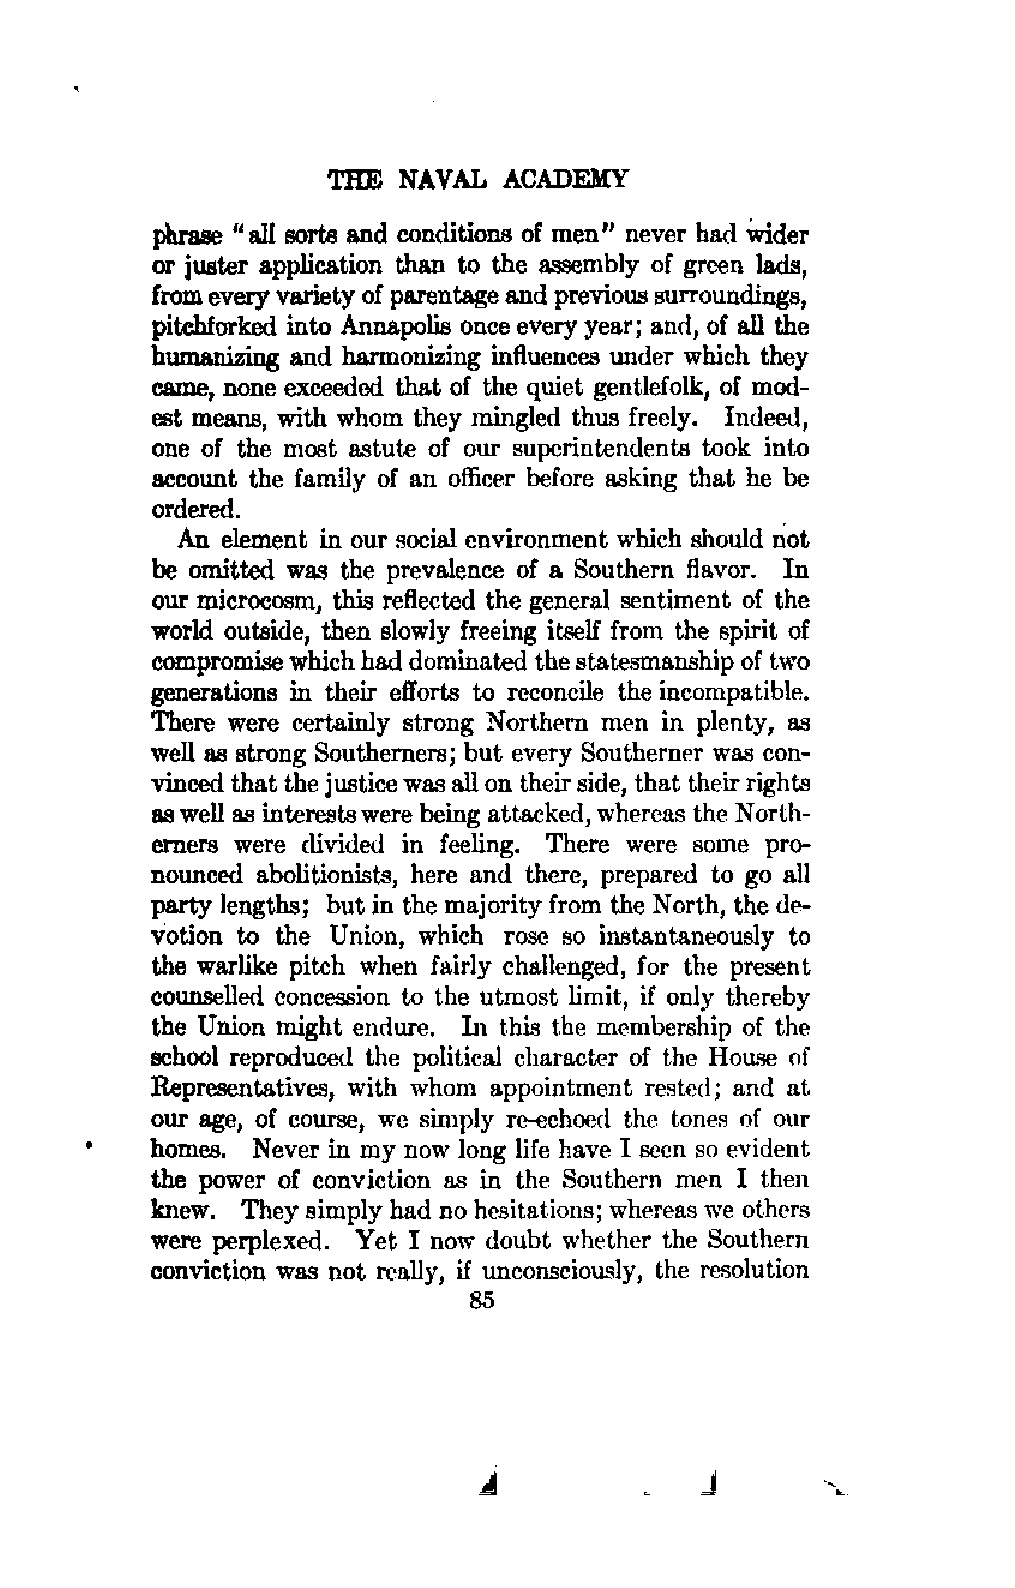 THE NAVAL ACADEMY
phrase "all sorts and conditions of men" never had wider
or juster application than to the assembly of green lads,
from every variety of parentage and previous surroundings,
pitchforked into Annapolis once every year; and, of all the
humanizing and harmonizing influences under which they
came, none exceeded that of the quiet gentlefolk, of mod-
est means, with whom they mingled thus freely. Indeed,
one of the most astute of our superintendents took into
account the family of an officer before asking that he be
ordered.
An element in our social environment which should not
be omitted was the prevalence of a Southern flavor. In
our microcosm, this reflected the general sentiment of the
world outside, then slowly freeing itself from the spirit of
compromise which had dominated the statesmanship of two
generations in their efforts to reconcile the incompatible.
There were certainly strong Northern men in plenty, as
well as strong Southerners; but every Southerner was con-
vinced that the justice was all on their side, that their rights
as well as interests were being attacked, whereas the North-
erners were divided in feeling. There were some pro-
nounced abolitionists, here and there, prepared to go all
party lengths; but in the majority from the North, the de-
votion to the Union, which rose so instantaneously to
the warlike pitch when fairly challenged, for the present
counselled concession to the utmost limit, if only thereby
the Union might endure. In this the membership of the
school reproduced the political character of the House of
Representatives, with whom appointment rested; and at
our age, of course, we simply re-echoed the tones of our
homes. Never in my now long life have I seen so evident
the power of conviction as in the Southern men I then
knew. They simply had no hesitations; whereas we others
were perplexed. Yet I now doubt whether the Southern
conviction was not really, if unconsciously, the resolution
85